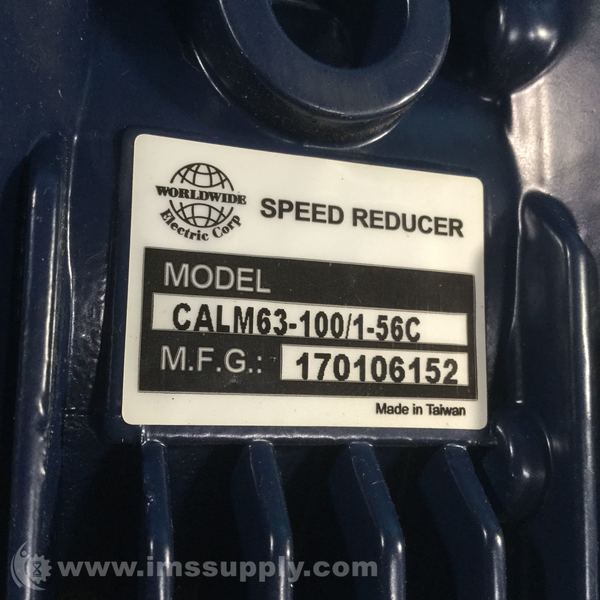 WORLDWIDE
Electric Corp
SPEED REDUCER
MODEL
CALM63-100/1-56C
M.F.G.: 170106152
Made in Taiwan
www.imssupply.com